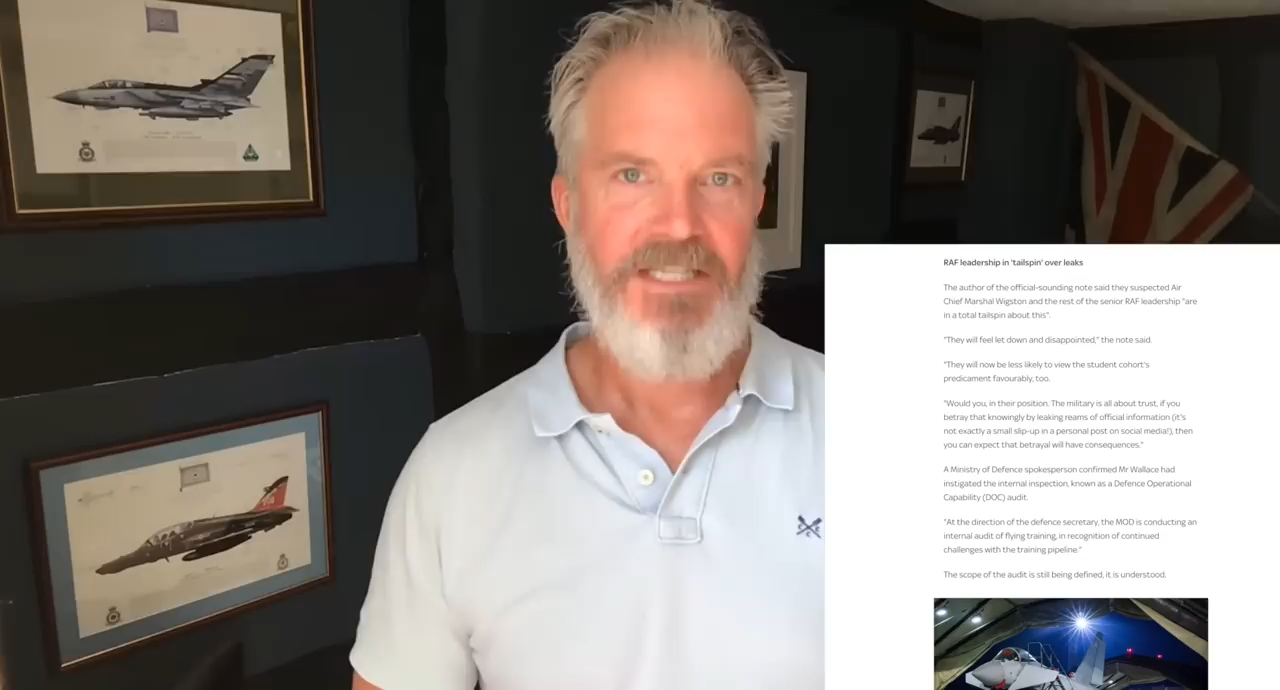 RAF leadership in 'tailspin' over leaks
The author of the official-sounding note said they suspected Air
Chief Marshal Wigston and the rest of the senior RAF leadership "are
in a total tailspin about this".
"They will feel let down and disappointed," the note said.
"They will now be less likely to view the student cohort's
predicament favourably, too.
"Would you, in their position. The military is all about trust, if you
betray that knowingly by leaking reams of official information (it's
not exactly a small slip-up in a personal post on social media!), then
you can expect that betrayal will have consequences."
A Ministry of Defence spokesperson confirmed Mr Wallace had
instigated the internal inspection, known as a Defence Operational
Capability (DOC) audit.
"At the direction of the defence secretary, the MOD is conducting an
internal audit of flying training, in recognition of continued
challenges with the training pipeline."
The scope of the audit is still being defined, it is understood.